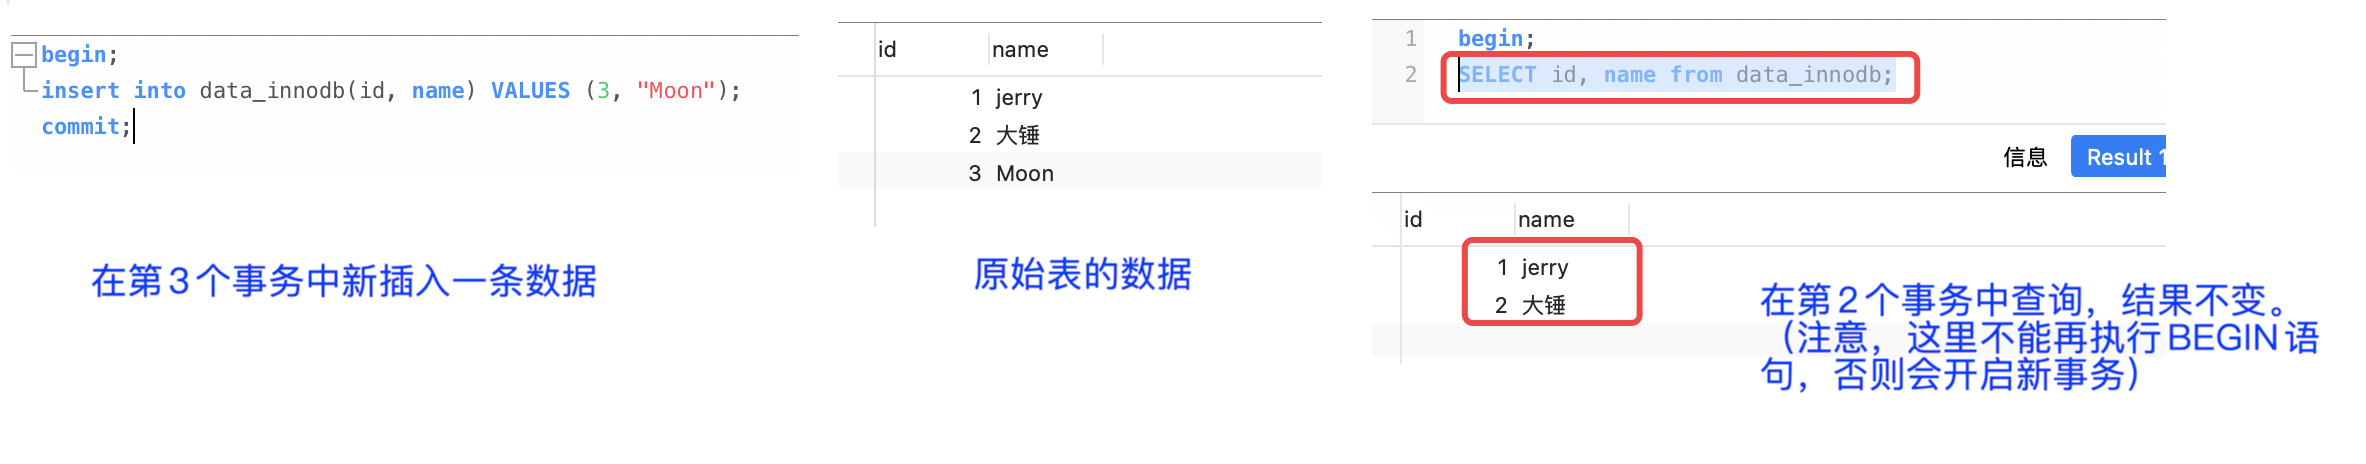 begin;
insert into data_innodb(id, name) VALUES (3, "Moon");
commit;
在第3个事务中新插入一条数据
id name
1 jerry
2 大锤
3 Moon
原始表的数据
1 begin;
2 SELECT id, name from data_innodb;
信息 Result 1
id name
1 jerry
2 大锤
在第2个事务中查询，结果不变。
（注意，这里不能再执行BEGIN语
句，否则会开启新事务）